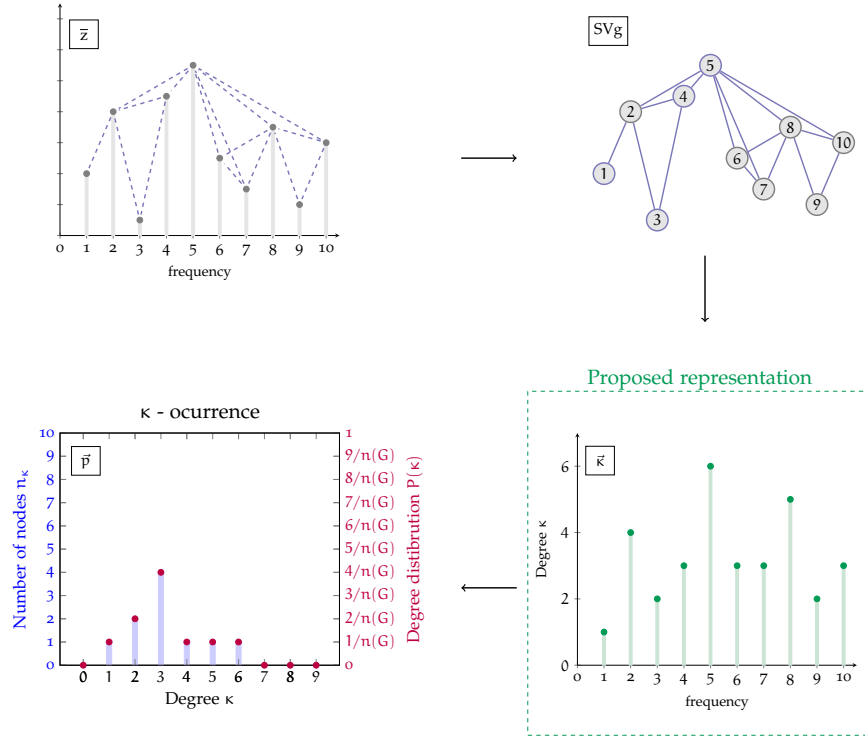 z̄
0 1 2 3 4 5 6 7 8 9 10
frequency
SVg
5
4
2
8
10
6
1
7
9
3
Proposed representation
κ - ocurrence
p⃗
Number of nodes nκ
10
9
8
7
6
5
4
3
2
1
0
1
9/n(G)
8/n(G)
7/n(G)
6/n(G)
5/n(G)
4/n(G)
3/n(G)
2/n(G)
1/n(G)
0
Degree distibrution P(κ)
0 1 2 3 4 5 6 7 8 9
Degree κ
κ⃗
Degree κ
6
4
2
0
1 2 3 4 5 6 7 8 9 10
frequency